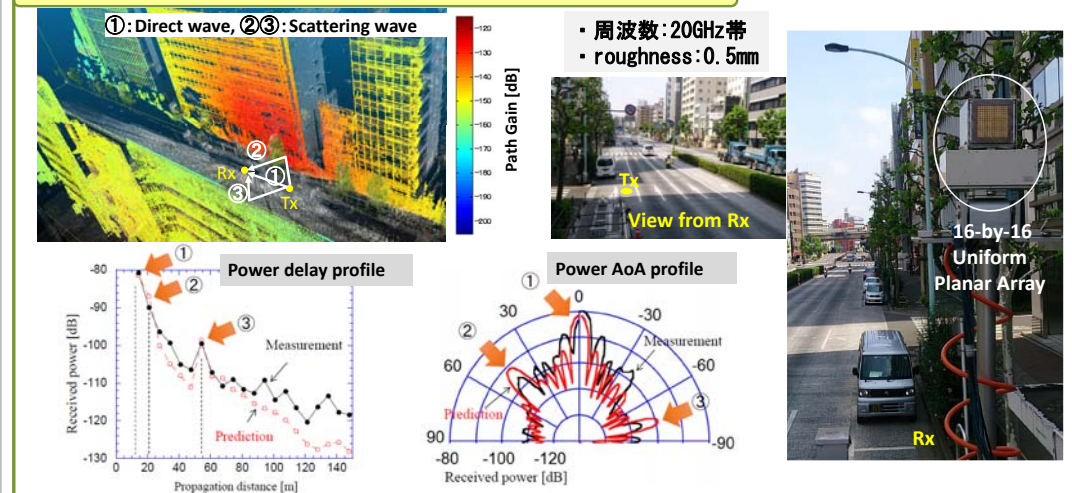 ①:Direct wave, ②③:Scattering wave
②
Rx
①
③
Tx
-120
-130
-140
-150
-160
-170
-180
-190
-200
Path Gain [dB]
・周波数:20GHz帯
・roughness:0.5mm
Tx
View from Rx
16-by-16
Uniform
Planar Array
Rx
Power delay profile
①
②
③
Measurement
Prediction
-80
-90
-100
-110
-120
-130
0 20 40 60 80 100 120 140
Received power [dB]
Propagation distance [m]
Power AoA profile
①
②
③
0
30
-30
60
-60
90
-90
Measurement
Prediction
-80 -100 -120
Received power [dB]